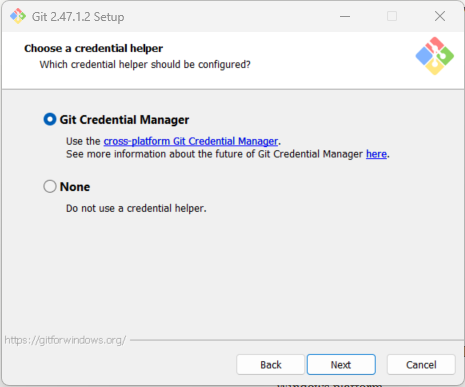 Git 2.47.1.2 Setup
Choose a credential helper
Which credential helper should be configured?
Git Credential Manager
Use the cross-platform Git Credential Manager.
See more information about the future of Git Credential Manager here.
None
Do not use a credential helper.
https://gitforwindows.org/
Back
Next
Cancel